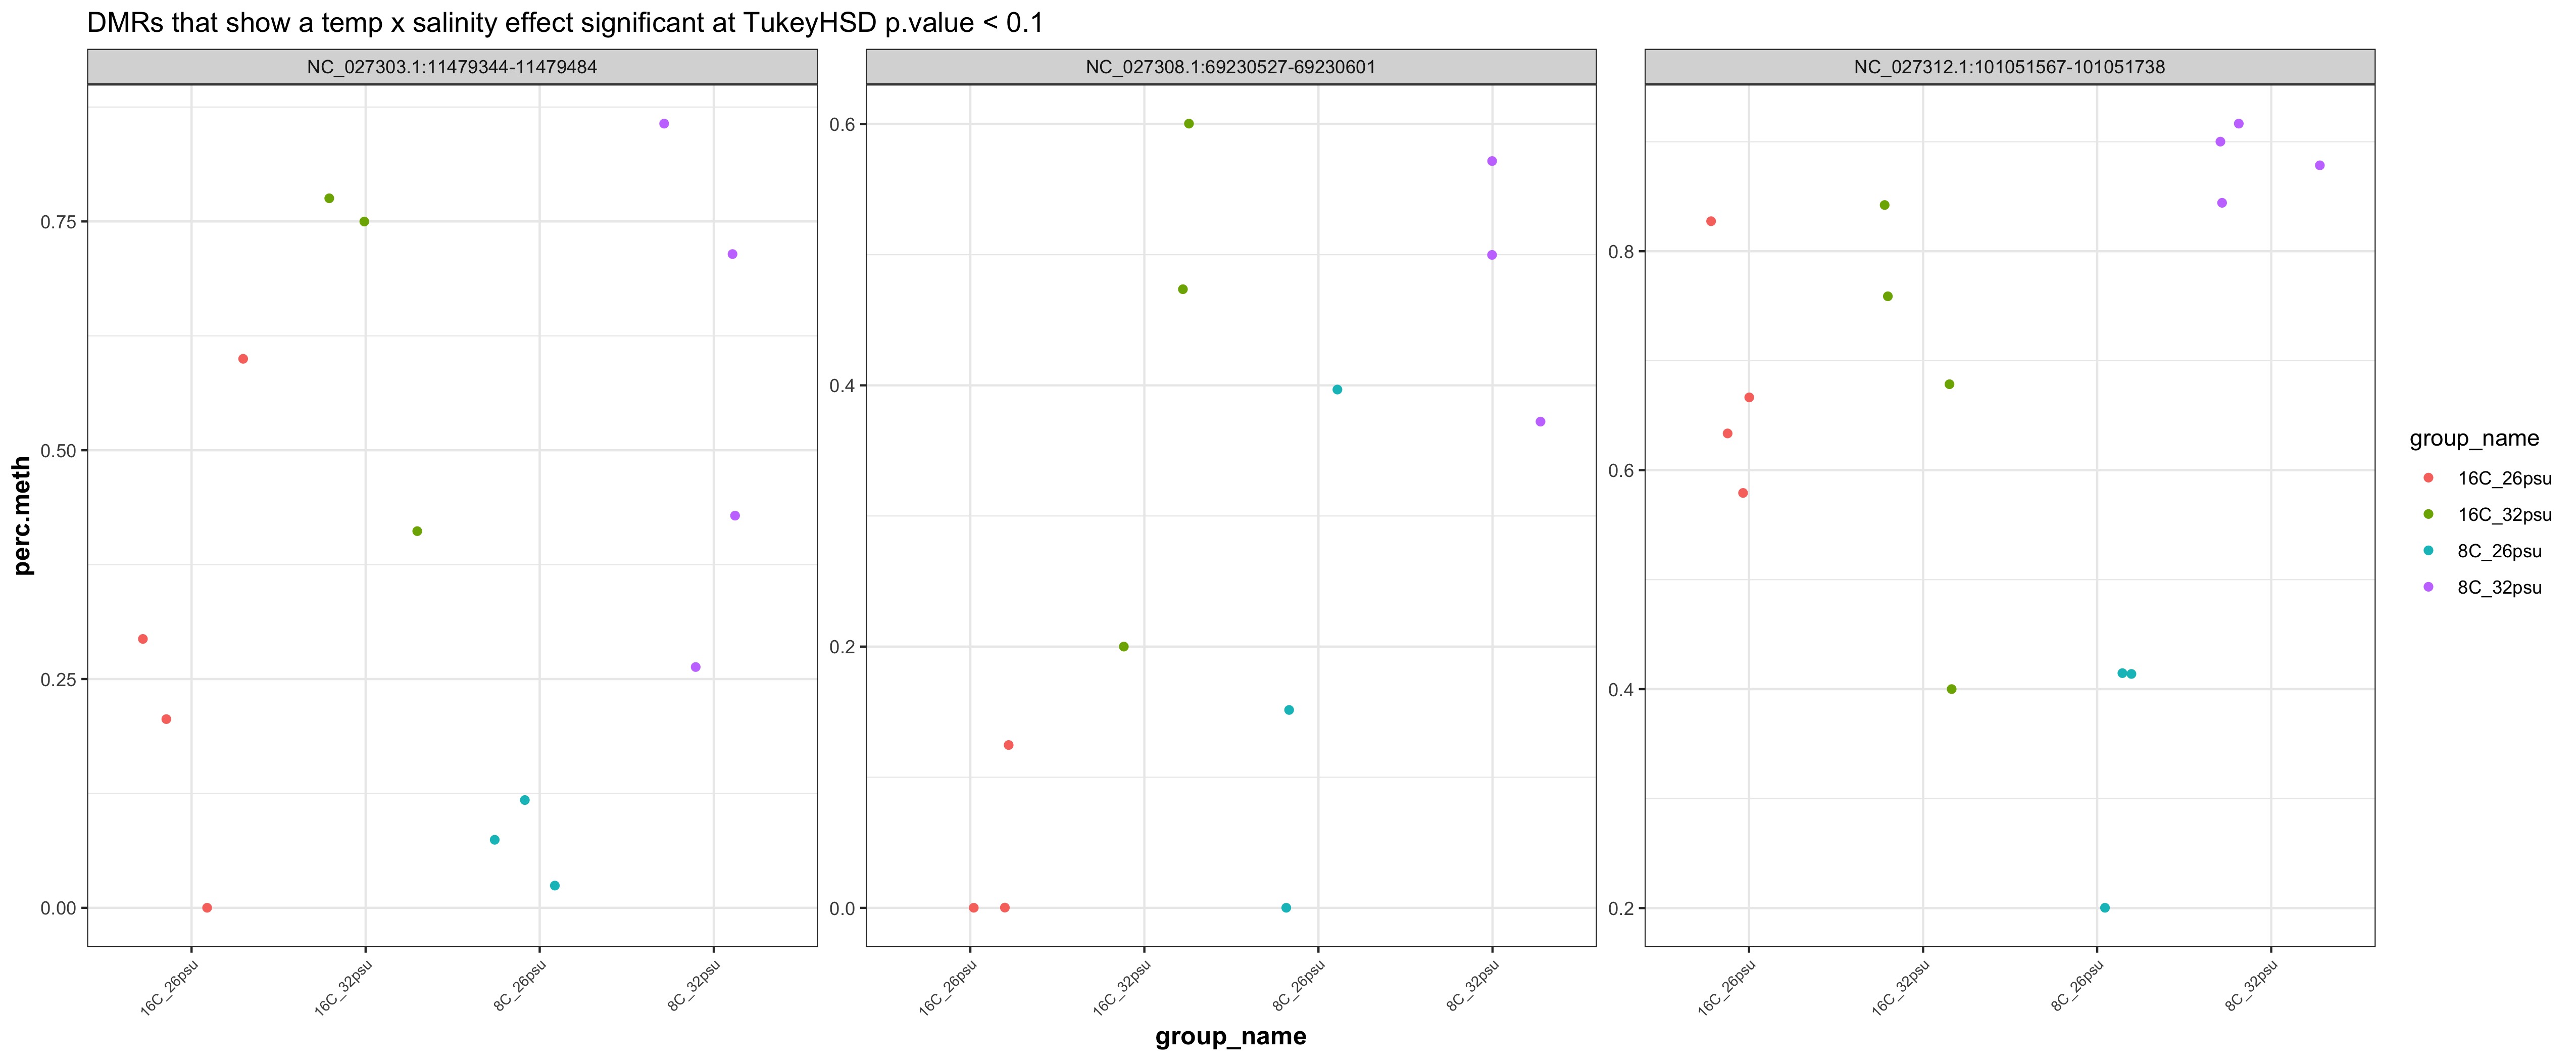 DMRs that show a temp x salinity effect significant at TukeyHSD p.value < 0.1
NC_027303.1:11479344-11479484
NC_027308.1:69230527-69230601
NC_027312.1:101051567-101051738
perc.meth
0.75
0.50
0.25
0.00
0.6
0.4
0.2
0.0
0.8
0.6
0.4
0.2
16C_26psu
16C_32psu
8C_26psu
8C_32psu
16C_26psu
16C_32psu
8C_26psu
8C_32psu
16C_26psu
16C_32psu
8C_26psu
8C_32psu
group_name
group_name
16C_26psu
16C_32psu
8C_26psu
8C_32psu